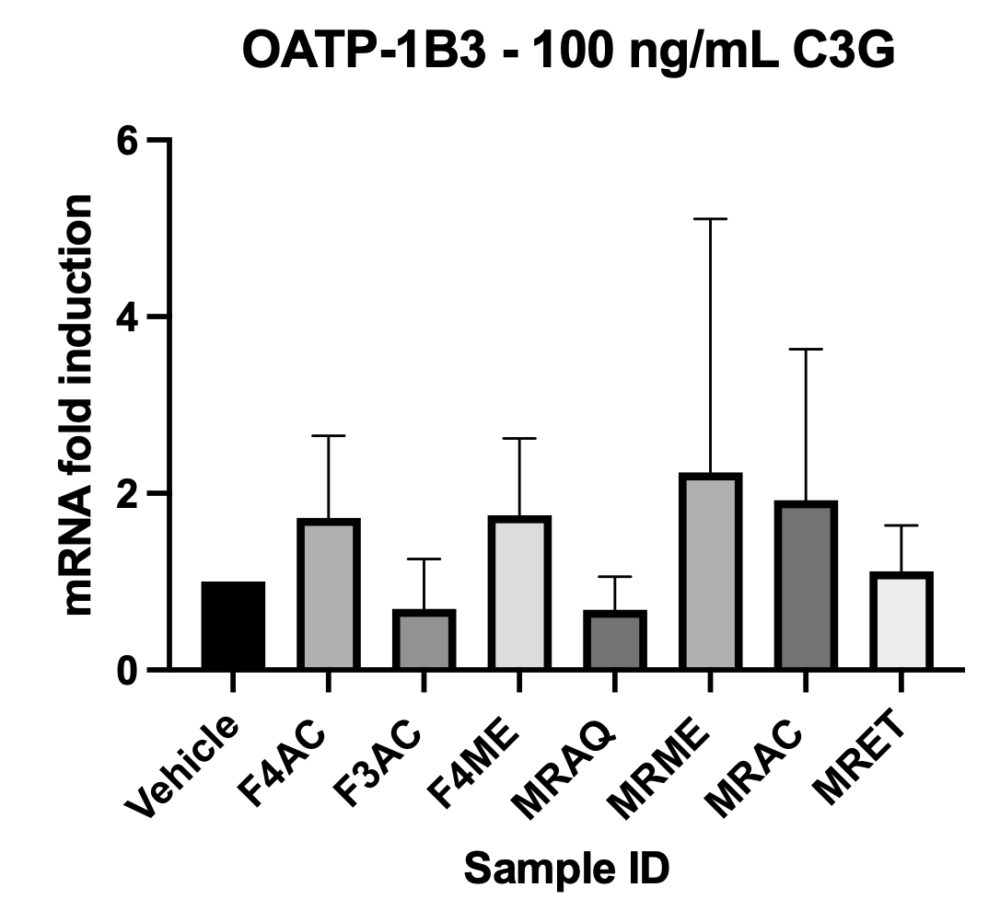 OATP-1B3 - 100 ng/mL C3G
mRNA fold induction
6
4
2
0
Vehicle
F4AC
F3AC
F4ME
MRAQ
MRME
MRAC
MRET
Sample ID